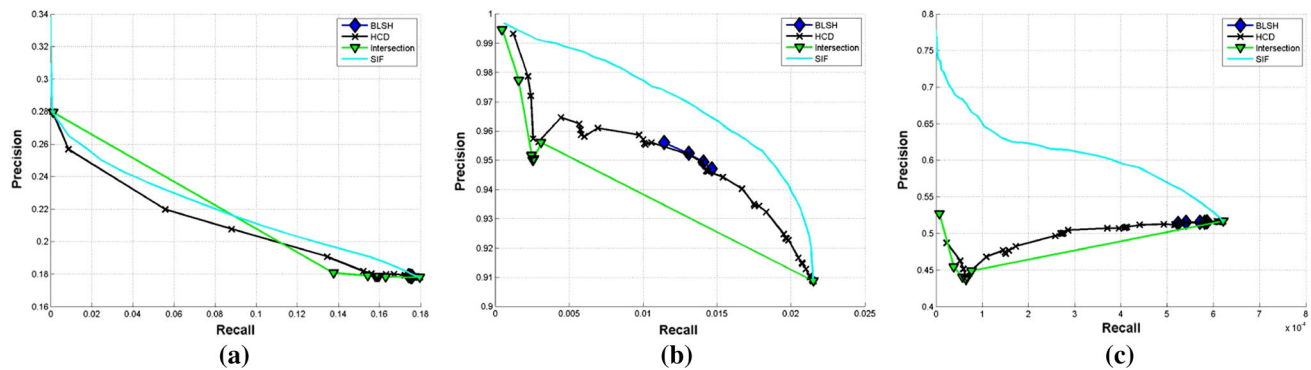 0.34
0.32
0.3
0.28
0.26
0.24
0.22
0.2
0.18
0.16
Precision
0 0.02 0.04 0.06 0.08 0.1 0.12 0.14 0.16 0.18
Recall
BLSH
HCD
Intersection
SIF
(a)
1
0.99
0.98
0.97
0.96
0.95
0.94
0.93
0.92
0.91
0.9
Precision
0 0.005 0.01 0.015 0.02 0.025
Recall
BLSH
HCD
Intersection
SIF
(b)
0.8
0.75
0.7
0.65
0.6
0.55
0.5
0.45
0.4
Precision
0 1 2 3 4 5 6 7 8
x 10
Recall
BLSH
HCD
Intersection
SIF
(c)